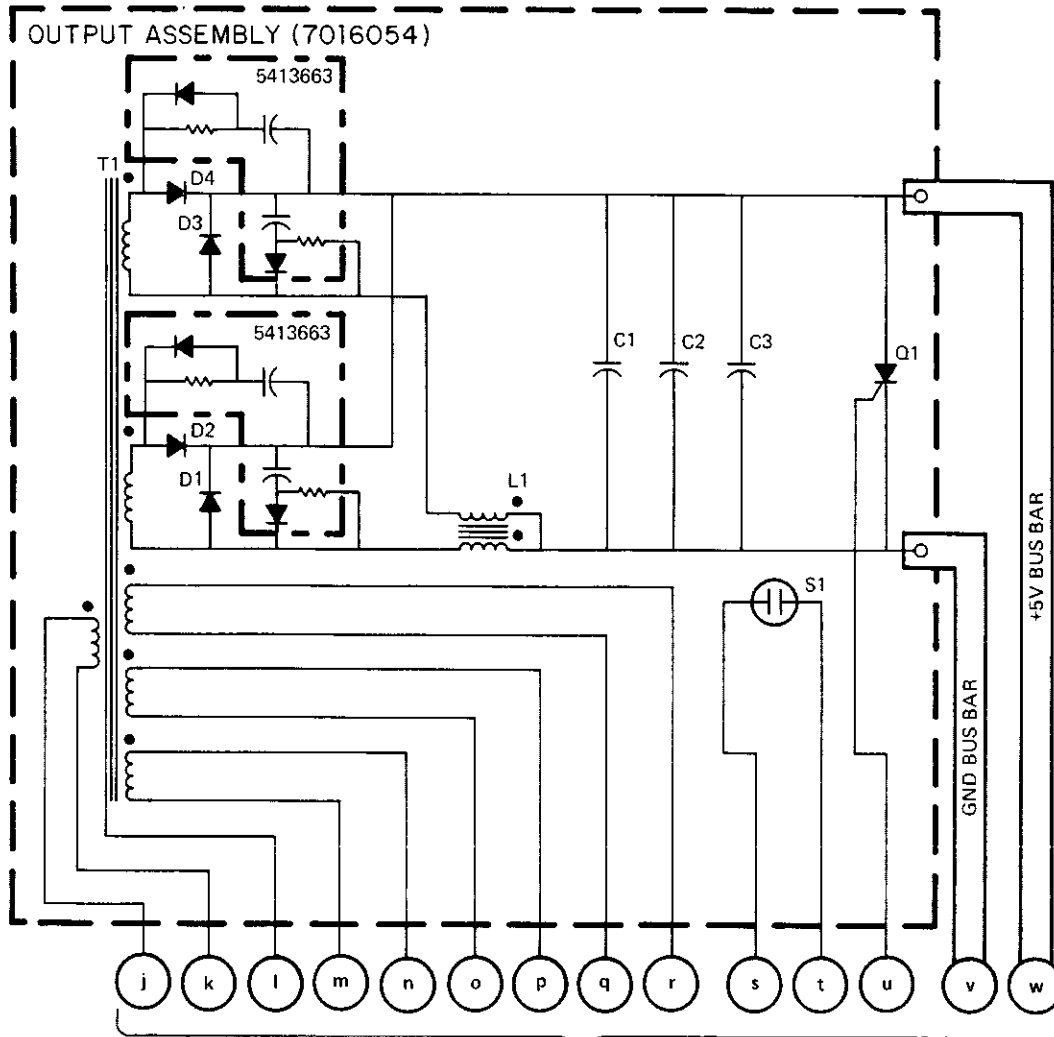 OUTPUT ASSEMBLY (7016054)
5413663
T1
D4
D3
5413663
D2
D1
L1
C1
C2
C3
Q1
S1
+5V BUS BAR
GND BUS BAR
j
k
l
m
n
o
p
q
r
s
t
u
v
w